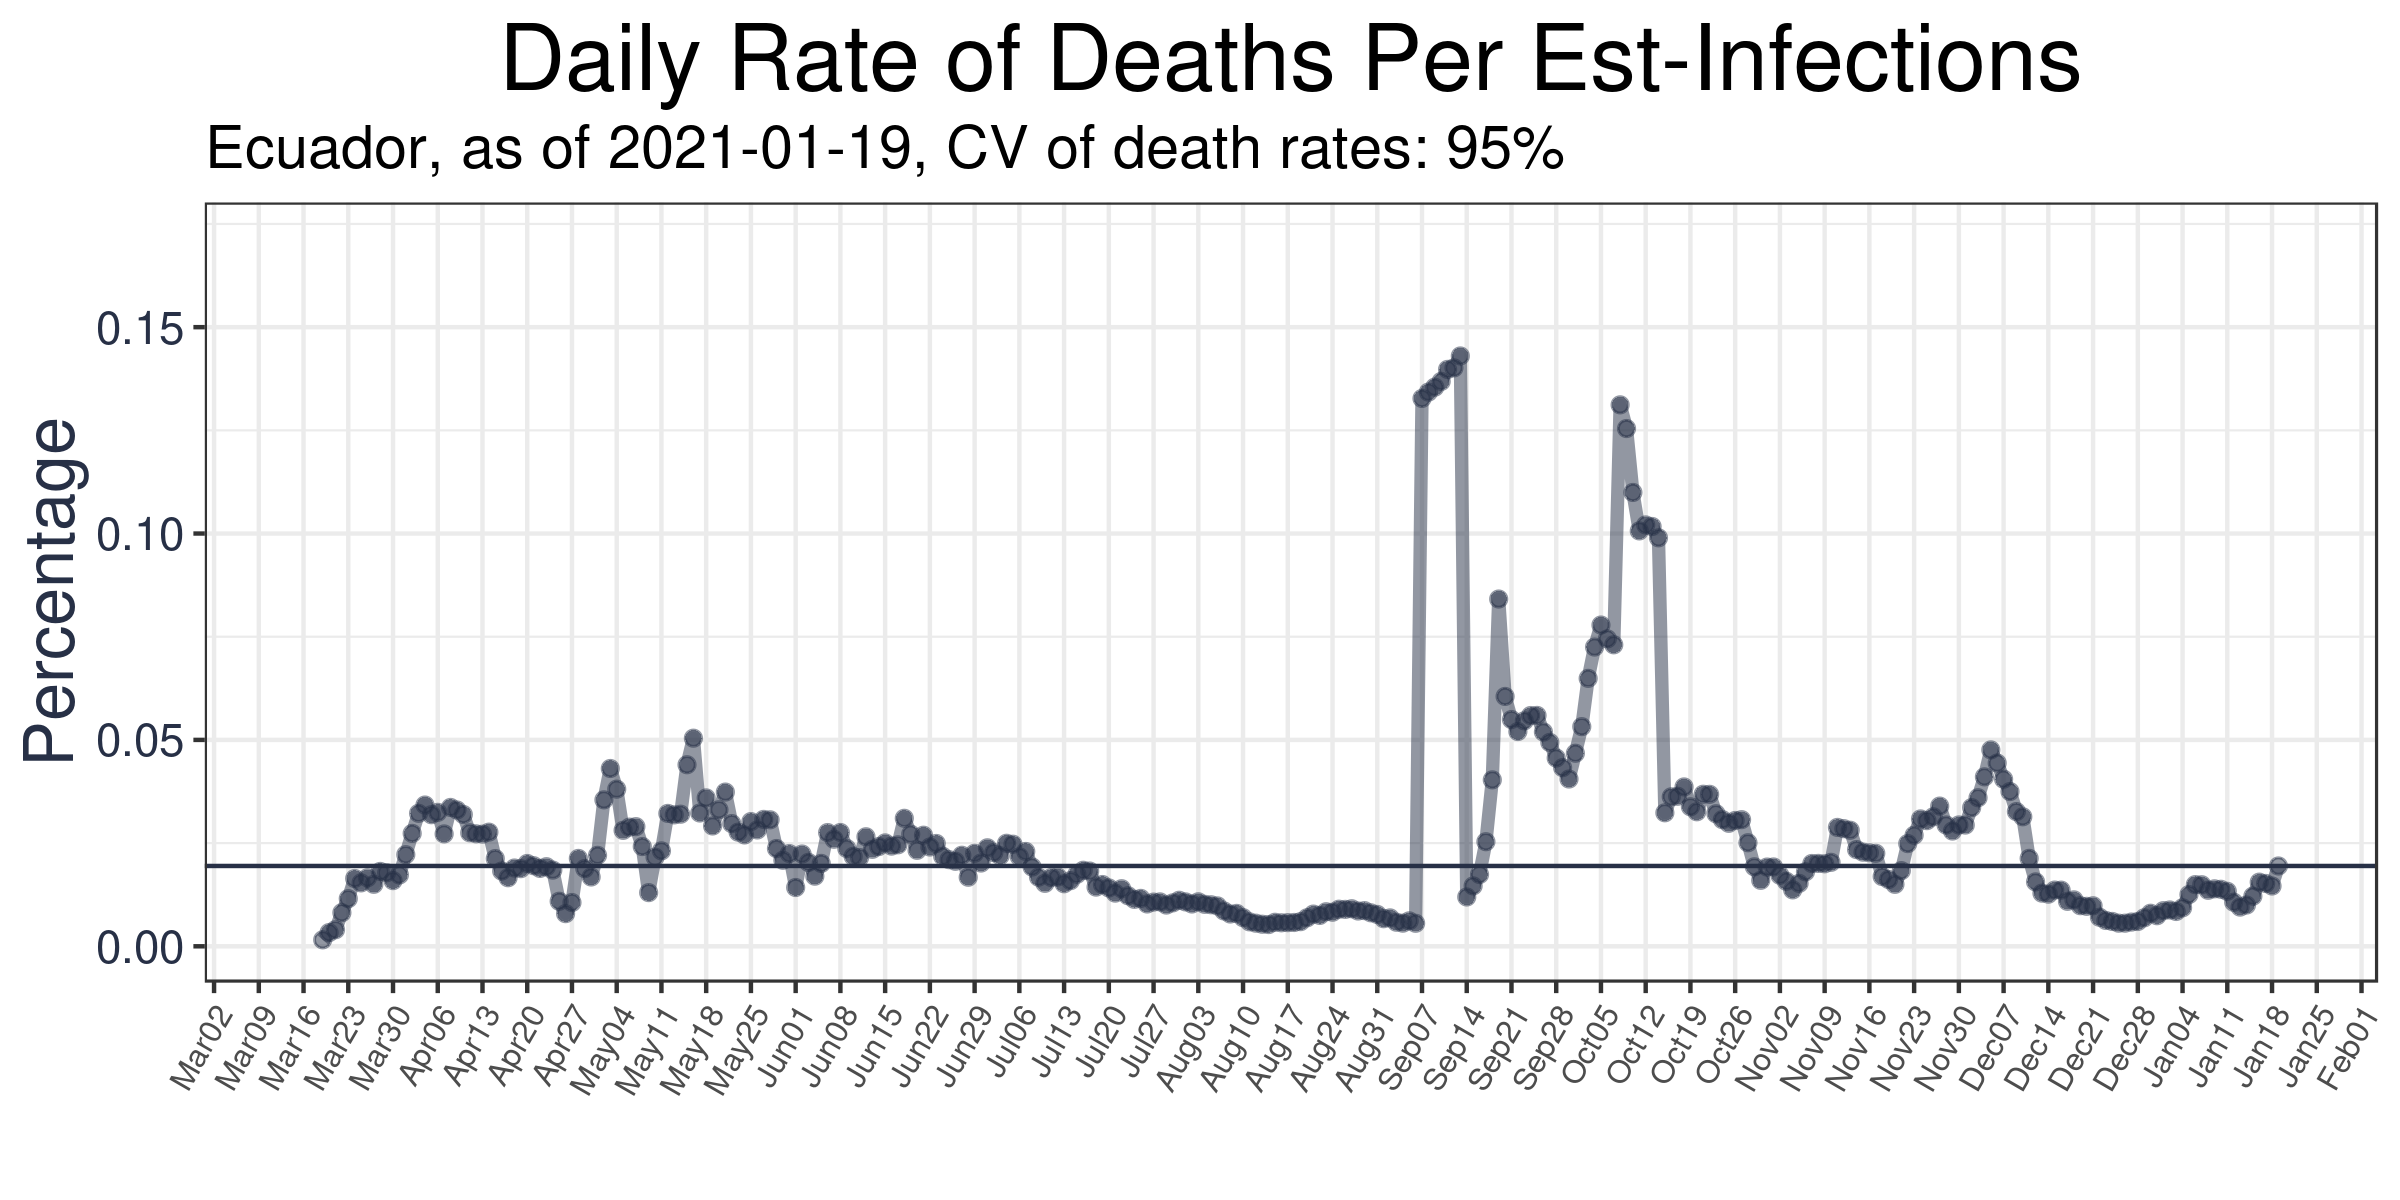 Daily Rate of Deaths Per Est-Infections
Ecuador, as of 2021-01-19, CV of death rates: 95%
Percentage
0.15
0.10
0.05
0.00
Mar02 Mar09 Mar16 Mar23 Mar30 Apr06 Apr13 Apr20 Apr27 May04 May11 May18 May25 Jun01 Jun08 Jun15 Jun22 Jun29 Jul06 Jul13 Jul20 Jul27 Aug03 Aug10 Aug17 Aug24 Aug31 Sep07 Sep14 Sep21 Sep28 Oct05 Oct12 Oct19 Oct26 Nov02 Nov09 Nov16 Nov23 Nov30 Dec07 Dec14 Dec21 Dec28 Jan04 Jan11 Jan18 Jan25 Feb01